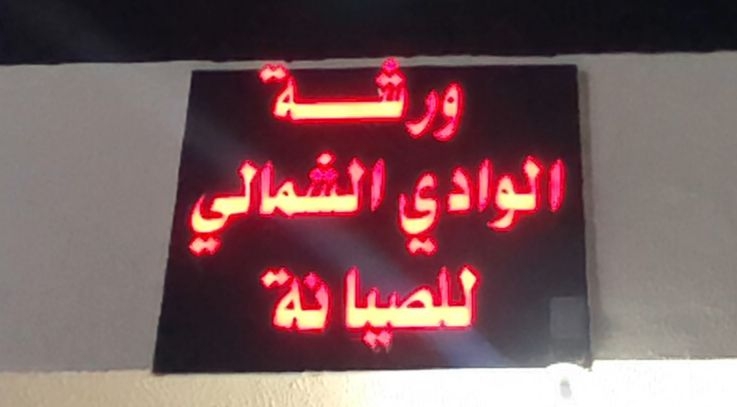 ورشة
الوادي الشمالي
للصيانة